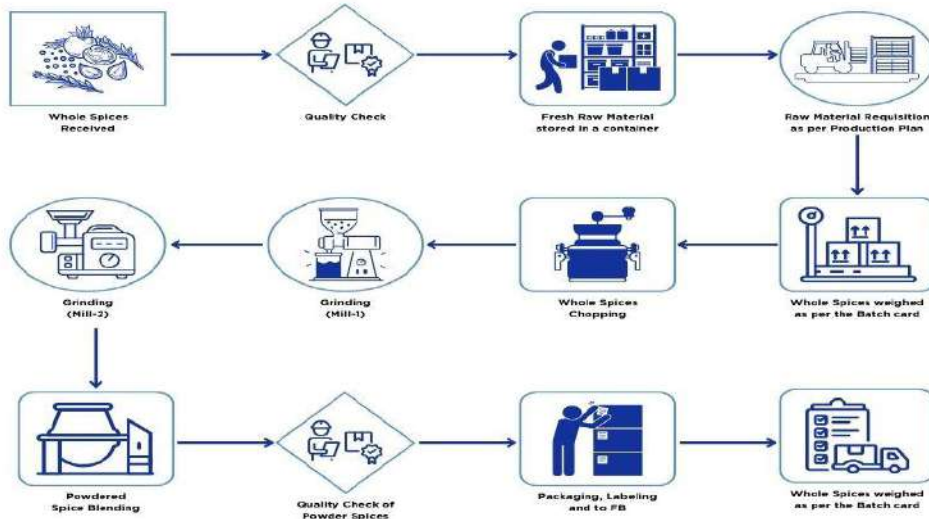 Whole Spices
Received
Quality Check
Fresh Raw Material
stored in a container
Raw Material Requisition
as per Production Plan
Grinding
(Mill-2)
Grinding
(Mill-1)
Whole Spices
Chopping
Whole Spices weighed
as per the Batch card
Powdered
Spice Blending
Quality Check of
Powder Spices
Packaging, Labeling
and to FB
Whole Spices weighed
as per the Batch card